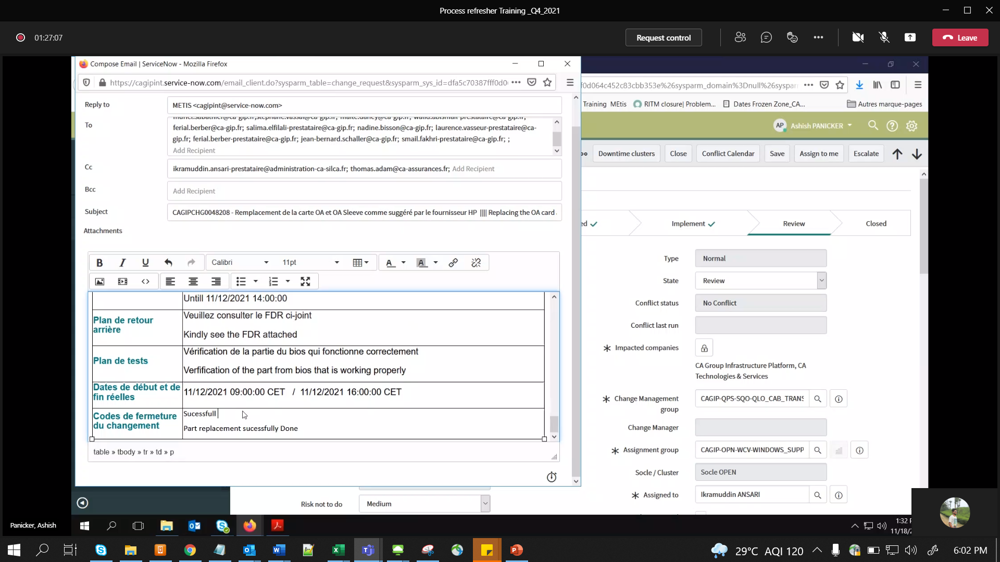 Process refresher Training _Q4_2021
01:27:07
Request control
Leave
Compose Email | ServiceNow - Mozilla Firefox
https://cagipint.service-now.com/email_client.do?sysparm_table=change_request&sysparm_sys_id=dfa5c70387fff0d0
f0d064c452c83cbb353e%26sysparm_domain%3Dnull%26sysparm
Training MEtis
RITM closure| Problem...
Dates Frozen Zone_CA...
Autres marque-pages
Reply to
METIS <cagipint@service-now.com>
AP
Ashish PANICKER
To
ferial.berber@ca-gip.fr; salima.elfilali-prestataire@ca-gip.fr; nadine.bisson@ca-gip.fr; laurence.vasseur-prestataire@ca-
gip.fr; ferial.berber-prestataire@ca-gip.fr; jean-bernard.schaller@ca-gip.fr; smail.fakhri-prestataire@ca-gip.fr; ;
Add Recipient
Downtime clusters
Close
Conflict Calendar
Save
Assign to me
Escalate
Cc
ikramuddin.ansari-prestataire@administration-ca-silca.fr; thomas.adam@ca-assurances.fr; Add Recipient
Bcc
Add Recipient
Subject
CAGIPCHG0048208 - Remplacement de la carte OA et OA Sleeve comme suggéré par le fournisseur HP |||| Replacing the OA card
Attachments
ed
Implement
Review
Closed
Calibri
11pt
Untill 11/12/2021 14:00:00
Plan de retour
arrière
Veuillez consulter le FDR ci-joint
Kindly see the FDR attached
Plan de tests
Vérification de la partie du bios qui fonctionne correctement
Verfification of the part from bios that is working properly
Dates de début et de
fin réelles
11/12/2021 09:00:00 CET / 11/12/2021 16:00:00 CET
Codes de fermeture
du changement
Sucessfull
Part replacement sucessfully Done
table » tbody » tr » td » p
Type
Normal
State
Review
Conflict status
No Conflict
Conflict last run
Impacted companies
CA Group Infrastructure Platform, CA
Technologies & Services
Change Management
group
CAGIP-QPS-SQO-QLO_CAB_TRANS
Change Manager
Assignment group
CAGIP-OPN-WCV-WINDOWS_SUPP
Socle / Cluster
Socle OPEN
Assigned to
Ikramuddin ANSARI
Risk not to do
Medium
Panicker, Ashish
1:32
11/18/2
29°C AQI 120
6:02 PM